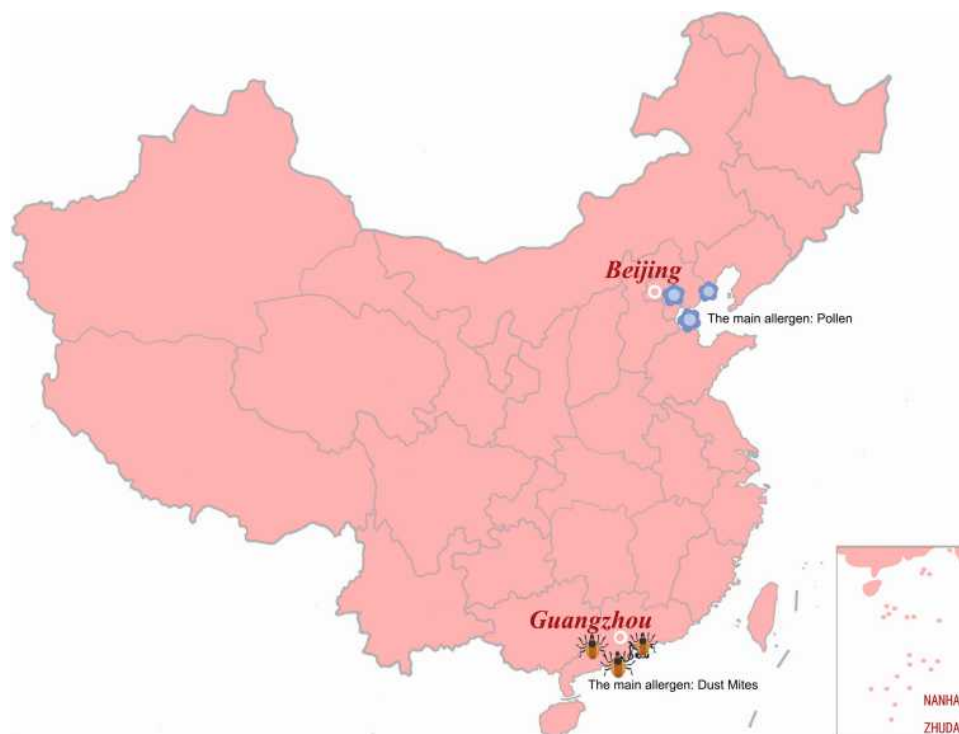 Beijing
The main allergen: Pollen
Guangzhou
The main allergen: Dust Mites
NANHA
ZHUDA